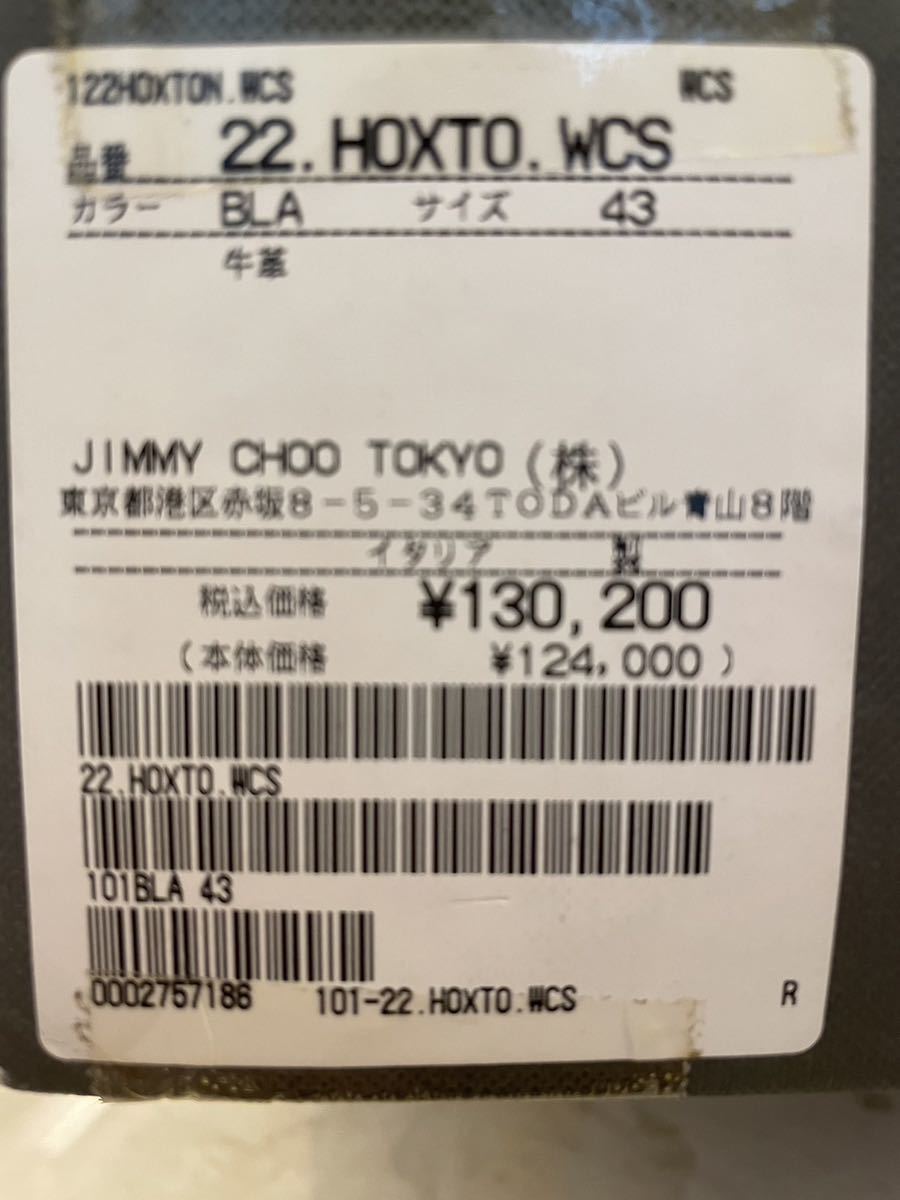 122HOXTON.WCS WCS
品番 22.HOXTO.WCS
カラー BLA サイズ 43
牛革
JIMMY CHOO TOKYO (株)
東京都港区赤坂8-5-34TODAビル青山8階
イタリア 製
税込価格 ¥130,200
(本体価格 ¥124,000)
22.HOXTO.WCS
101BLA 43
0002757186 101-22.HOXTO.WCS R